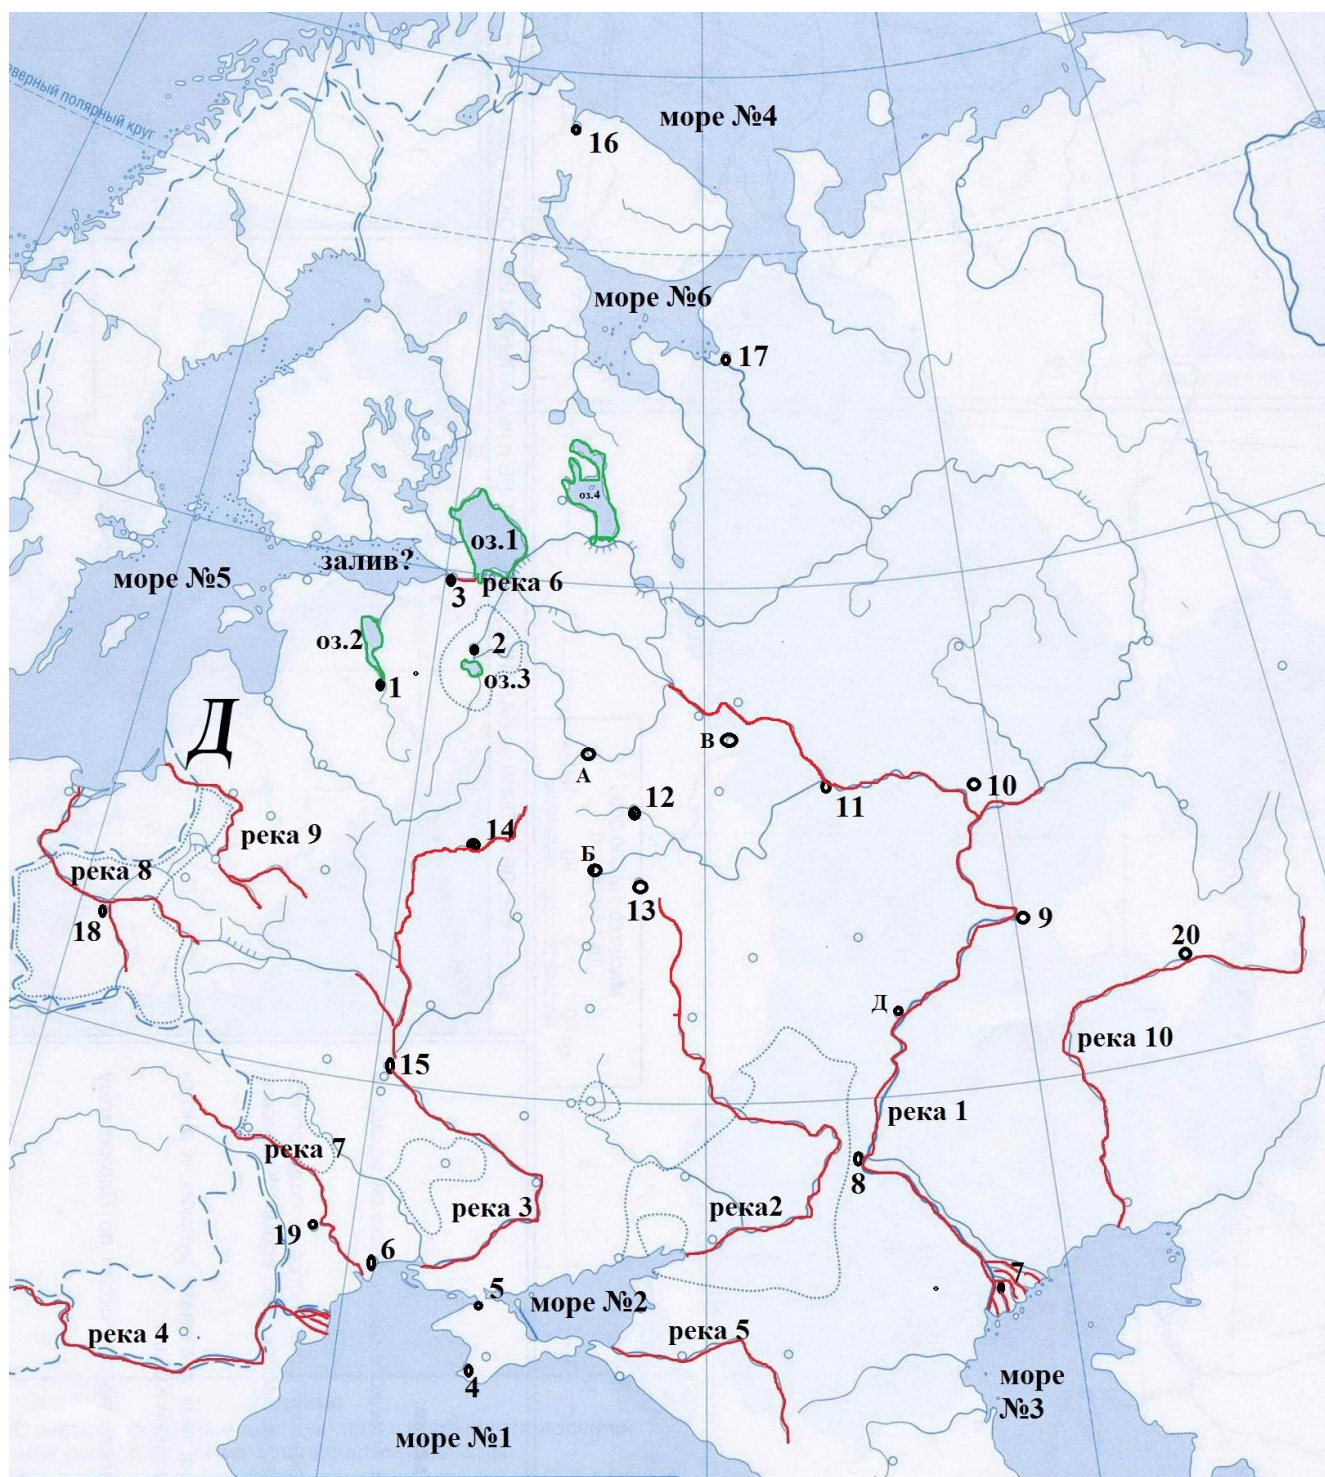 море №4
еверный полярный круг
16
море №6
17
оз.4
оз.1
залив?
море №5
3
река 6
оз.2
2
оз.3
1
Д
В
А
12
10
11
14
река 9
Б
река 8
13
18
9
20
Д
река 10
15
река 1
река 7
8
река 3
река2
19
6
7
5
море №2
река 4
река 5
4
море
№3
море №1